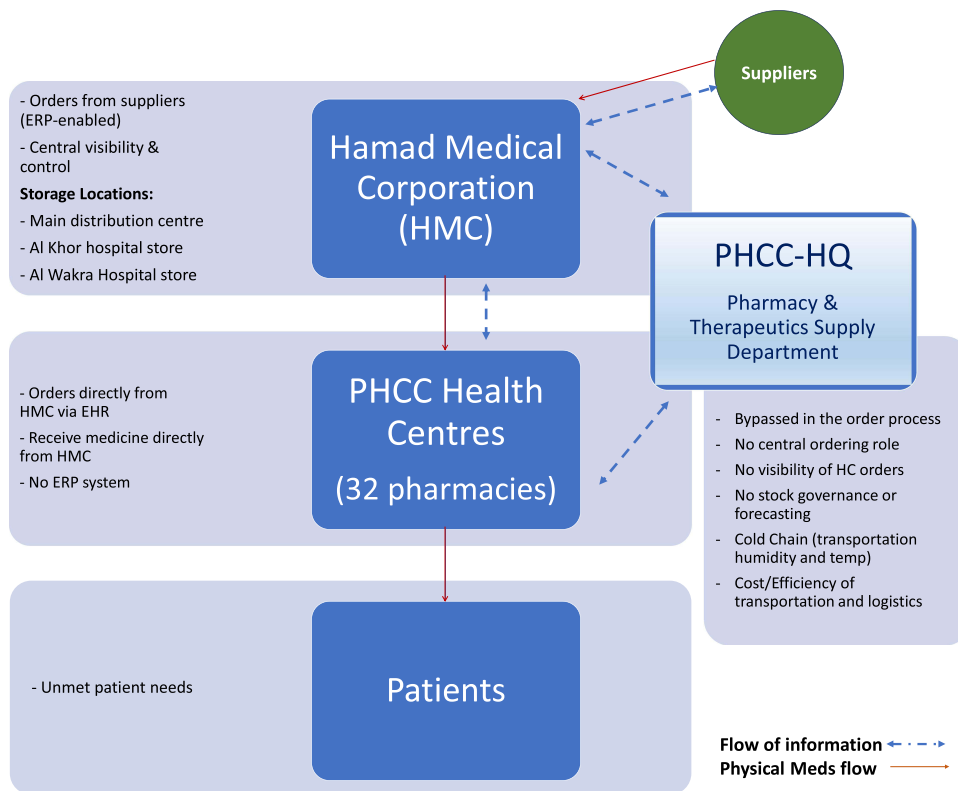 Suppliers
- Orders from suppliers
(ERP-enabled)
- Central visibility &
control
Storage Locations:
- Main distribution centre
- Al Khor hospital store
- Al Wakra Hospital store
Hamad Medical
Corporation
(HMC)
PHCC-HQ
Pharmacy &
Therapeutics Supply
Department
- Orders directly from
HMC via EHR
- Receive medicine directly
from HMC
- No ERP system
PHCC Health
Centres
(32 pharmacies)
- Bypassed in the order process
- No central ordering role
- No visibility of HC orders
- No stock governance or
forecasting
- Cold Chain (transportation
humidity and temp)
- Cost/Efficiency of
transportation and logistics
- Unmet patient needs
Patients
Flow of information
Physical Meds flow